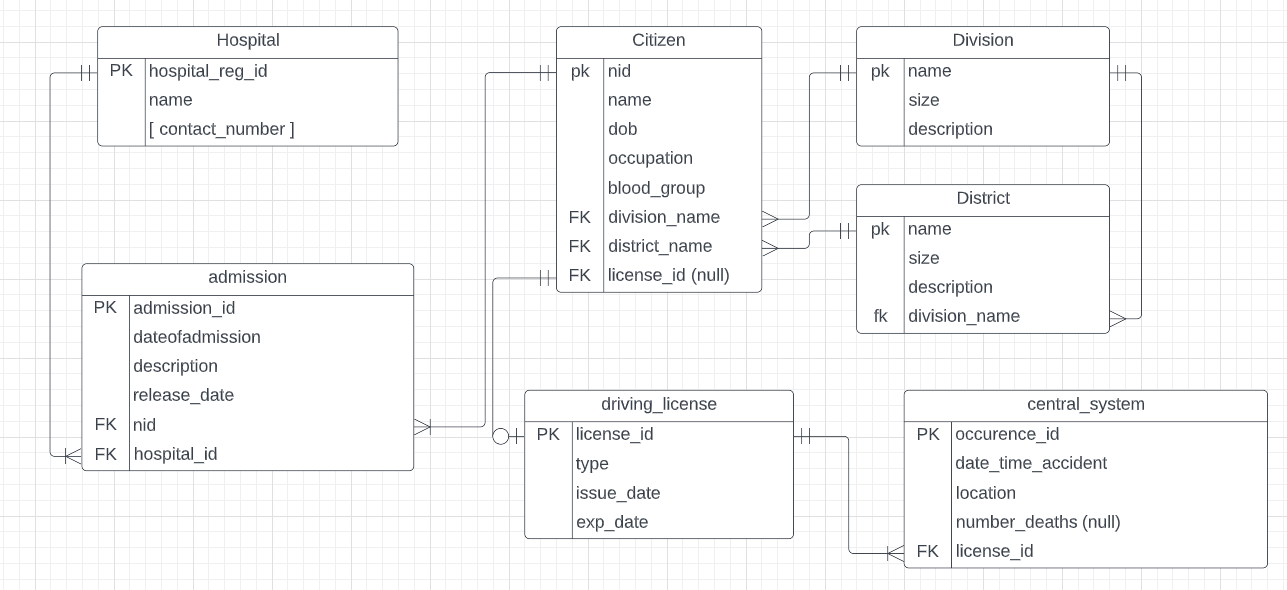 Hospital
PK hospital_reg_id
name
[ contact_number ]
Citizen
pk nid
name
dob
occupation
blood_group
FK division_name
FK district_name
FK license_id (null)
Division
pk name
size
description
District
pk name
size
description
fk division_name
admission
PK admission_id
dateofadmission
description
release_date
FK nid
FK hospital_id
driving_license
PK license_id
type
issue_date
exp_date
central_system
PK occurence_id
date_time_accident
location
number_deaths (null)
FK license_id